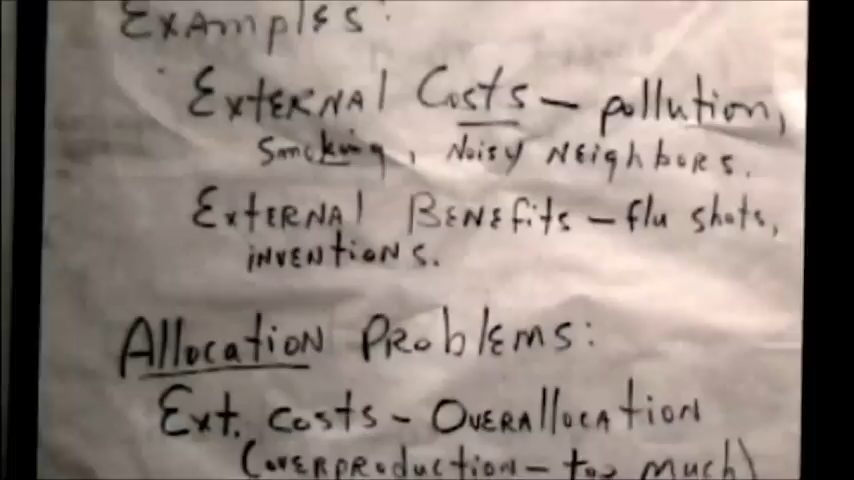 Examples:
External Costs - pollution,
Smoking, Noisy Neighbors.
External Benefits - flu shots,
inventions.
Allocation Problems:
Ext. costs - Overallocation
(overproduction - too much)